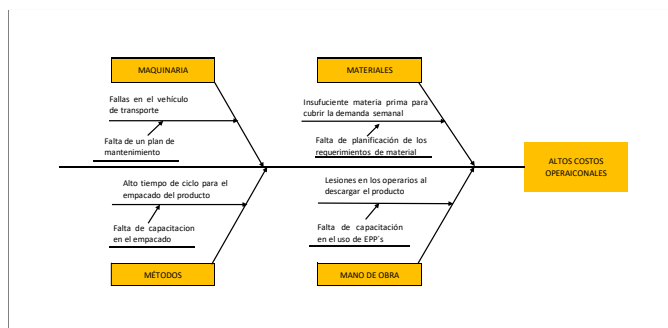 MAQUINARIA
MATERIALES
Fallas en el vehículo
de transporte
Falta de un plan de
mantenimiento
Insufuciente materia prima para
cubrir la demanda semanal
Falta de planificación de los
requerimientos de material
ALTOS COSTOS
OPERAICONALES
Alto tiempo de ciclo para el
empacado del producto
Falta de capacitacion
en el empacado
Lesiones en los operarios al
descargar el producto
Falta de capacitación
en el uso de EPP´s
MÉTODOS
MANO DE OBRA